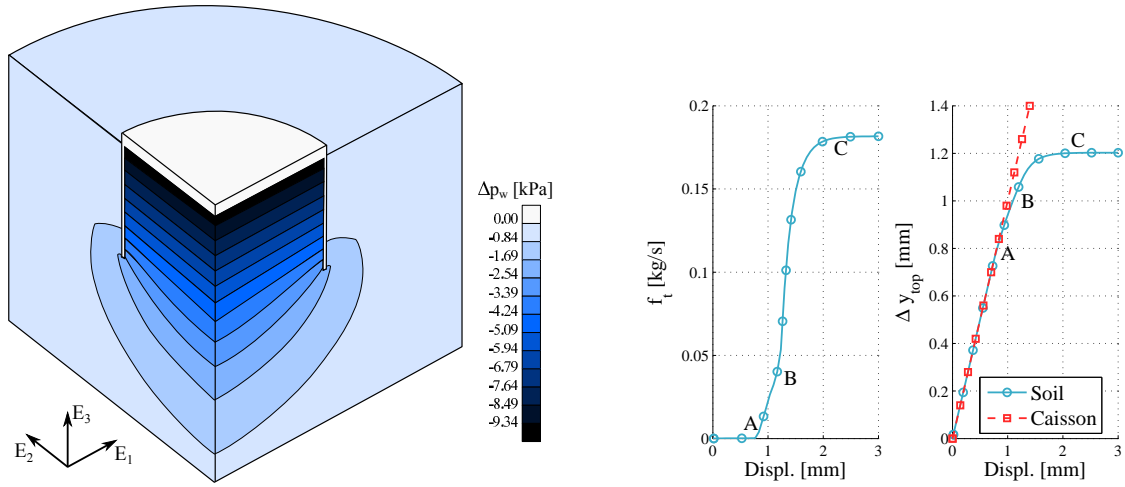 Δp_w [kPa]
0.00
-0.84
-1.69
-2.54
-3.39
-4.24
-5.09
-5.94
-6.79
-7.64
-8.49
-9.34
E_3
E_2
E_1
0.2
0.15
0.1
0.05
0
f_t [kg/s]
A
B
C
0 1 2 3
Displ. [mm]
1.4
1.2
1
0.8
0.6
0.4
0.2
0
Δ y_top [mm]
C
B
A
Soil
Caisson
0 1 2 3
Displ. [mm]